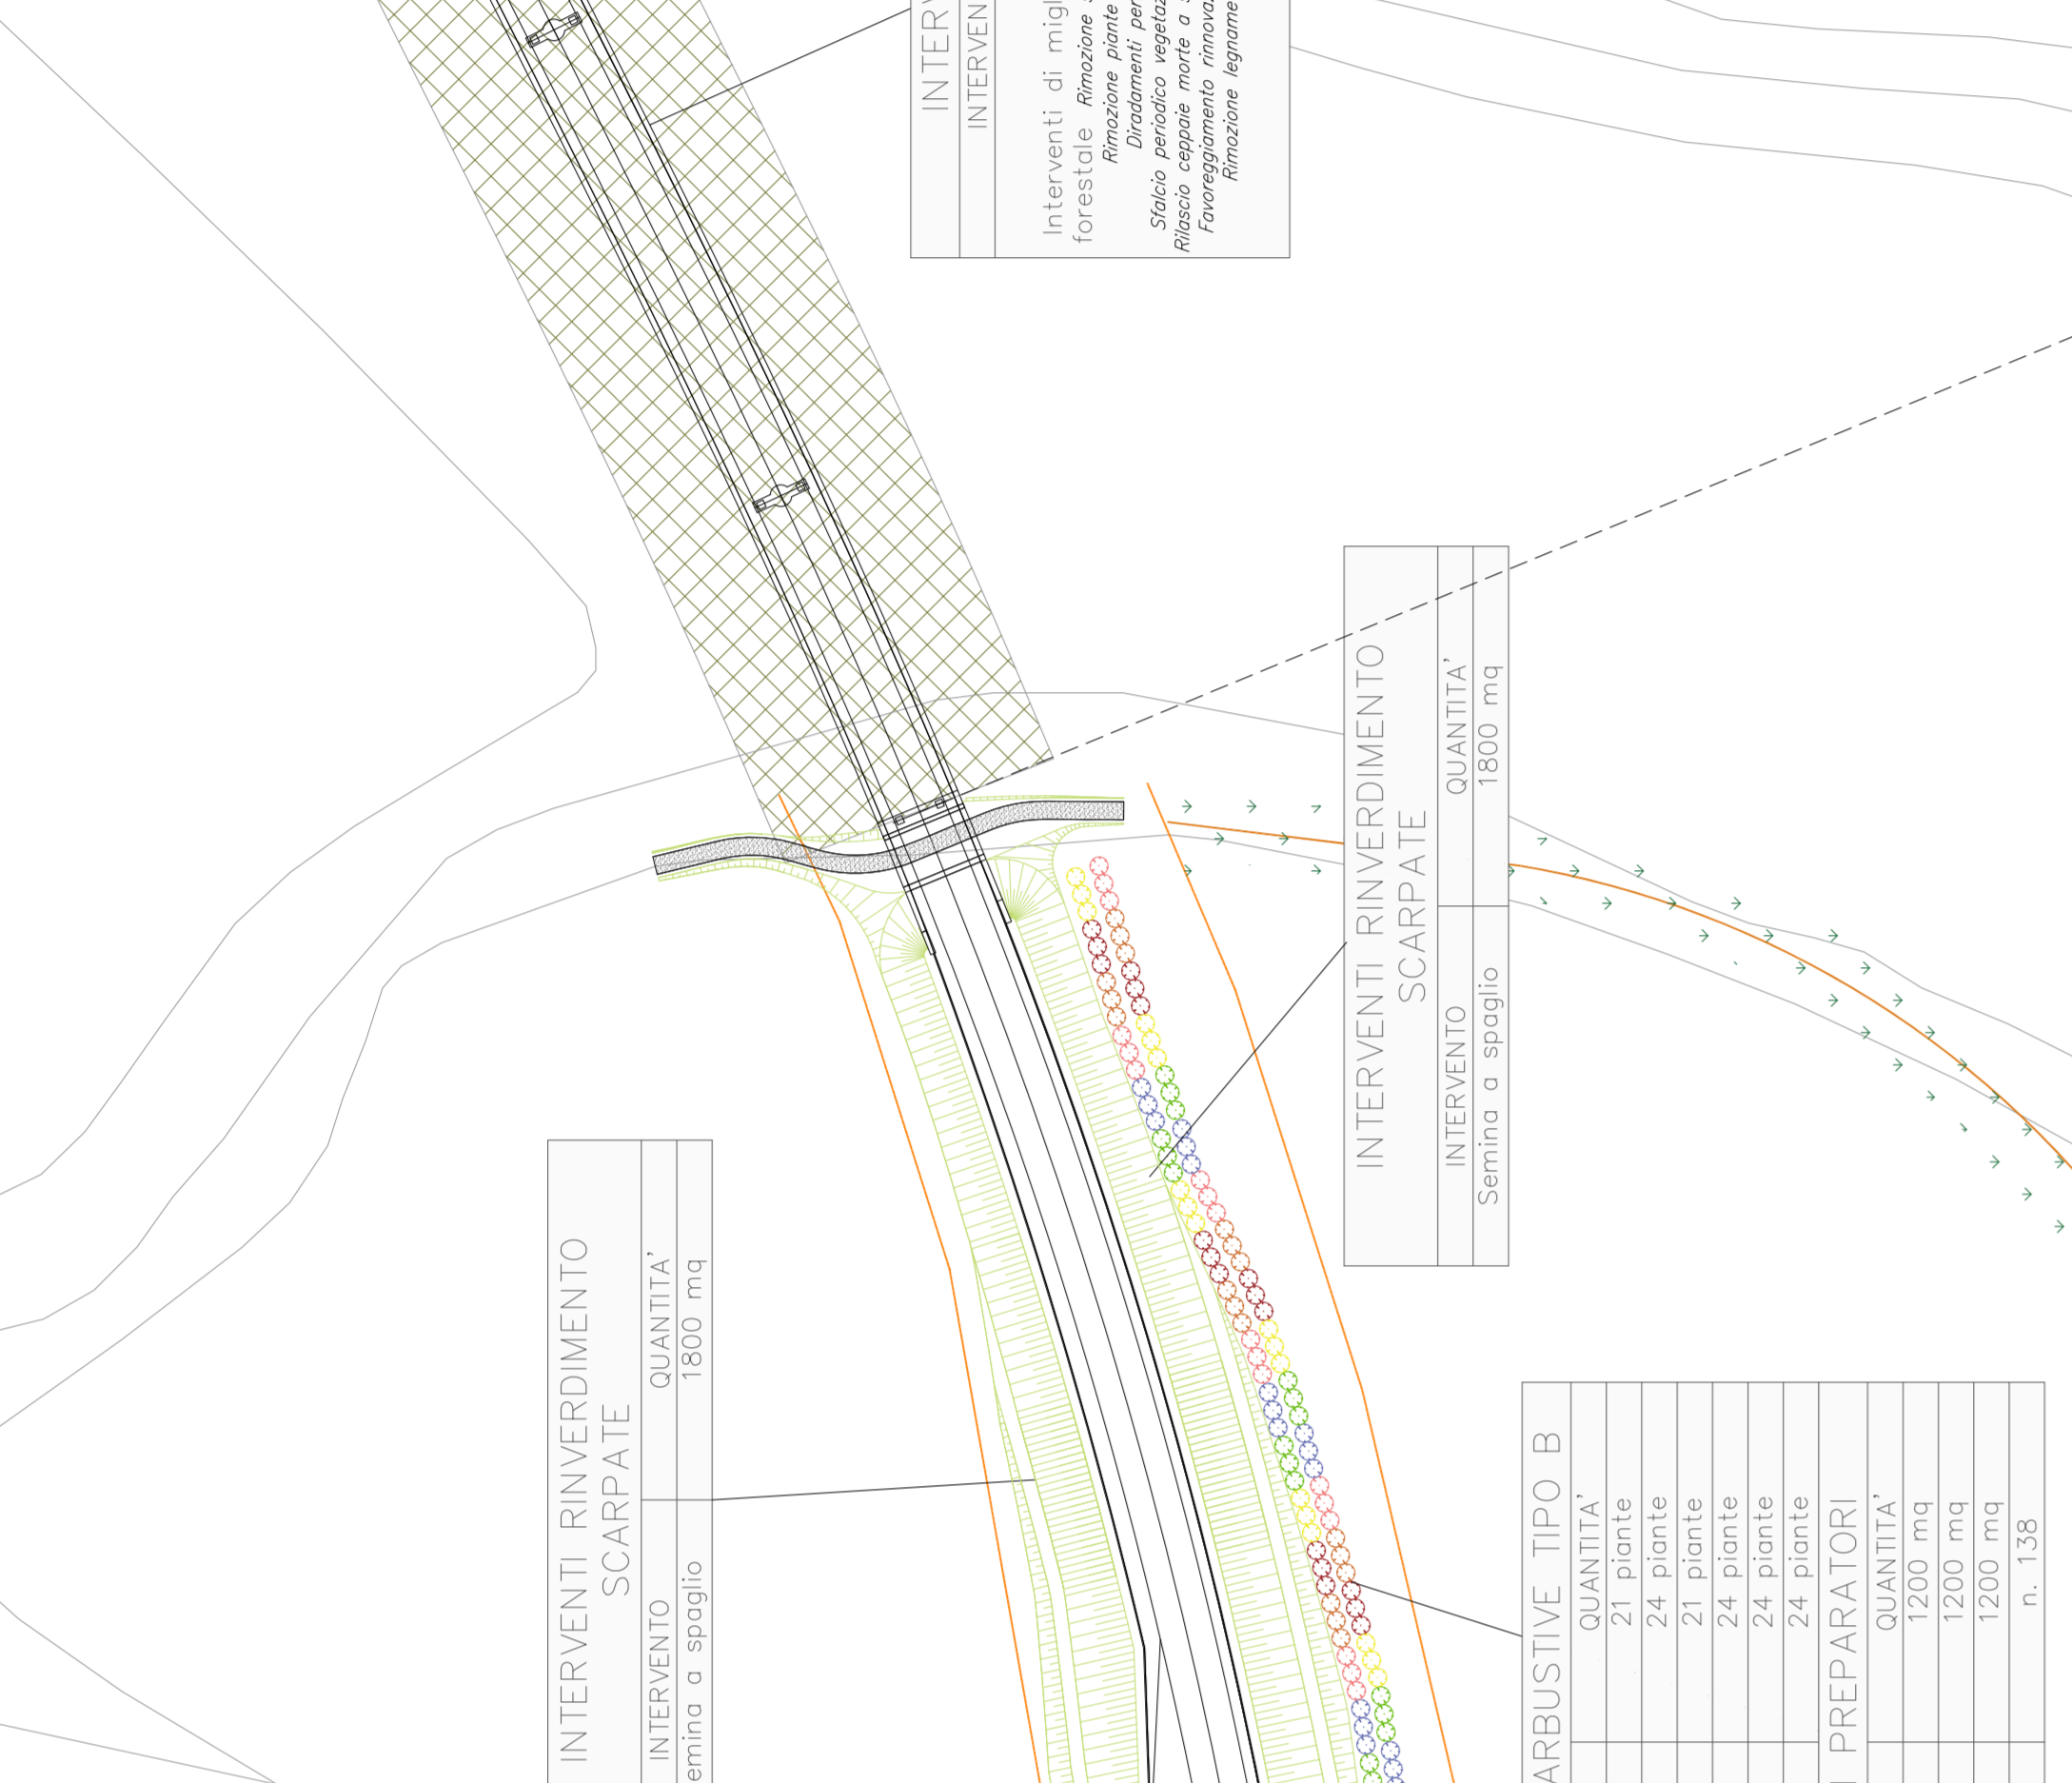 INTERV
INTERVEN
Interventi di migl
forestale Rimozione s
Rimozione piante
Diradamenti per
Sfalcio periodico vegetaz
Rilascio ceppaie morte a s
Favoreggiamento rinnovaz
Rimozione legname
INTERVENTI RINVERDIMENTO
SCARPATE
INTERVENTO QUANTITA'
Semina a spaglio 1800 mq
INTERVENTI RINVERDIMENTO
SCARPATE
INTERVENTO QUANTITA'
emina a spaglio 1800 mq
ARBUSTIVE TIPO B
QUANTITA'
21 piante
24 piante
21 piante
24 piante
24 piante
24 piante
I PREPARATORI
QUANTITA'
1200 mq
1200 mq
1200 mq
n. 138